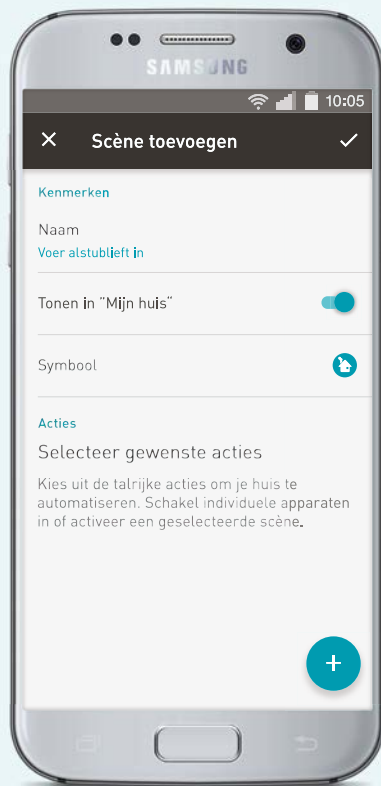 SAMSUNG
10:05
Scène toevoegen
Kenmerken
Naam
Voer alstublieft in
Tonen in "Mijn huis"
Symbool
Acties
Selecteer gewenste acties
Kies uit de talrijke acties om je huis te
automatiseren. Schakel individuele apparaten
in of activeer een geselecteerde scène.